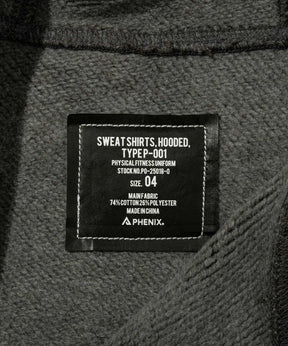 SWEAT SHIRTS, HOODED,
TYPE P-001
PHYSICAL FITNESS UNIFORM
STOCK NO. PO-25018-O
SIZE. 04
MAIN FABRIC
74% COTTON 26% POLYESTER
MADE IN CHINA
PHENIX.